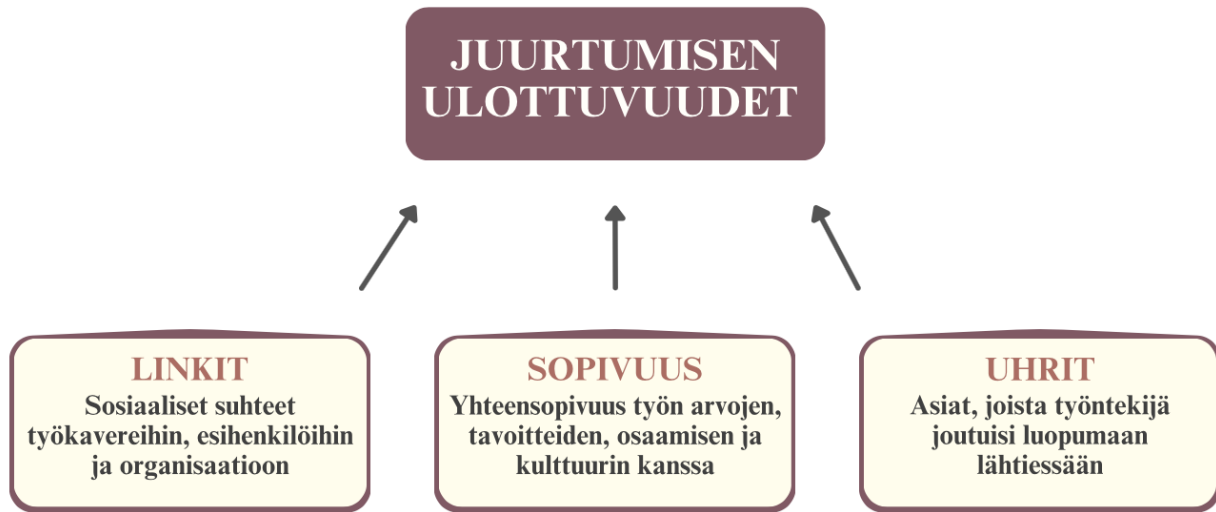 JUURTUMISEN
ULOTTUVUUDET
LINKIT
Sosiaaliset suhteet
työkavereihin, esihenkilöihin
ja organisaatioon
SOPIVUUS
Yhteensopivuus työn arvojen,
tavoitteiden, osaamisen ja
kulttuurin kanssa
UHRIT
Asiat, joista työntekijä
joutuisi luopumaan
lähtiessään